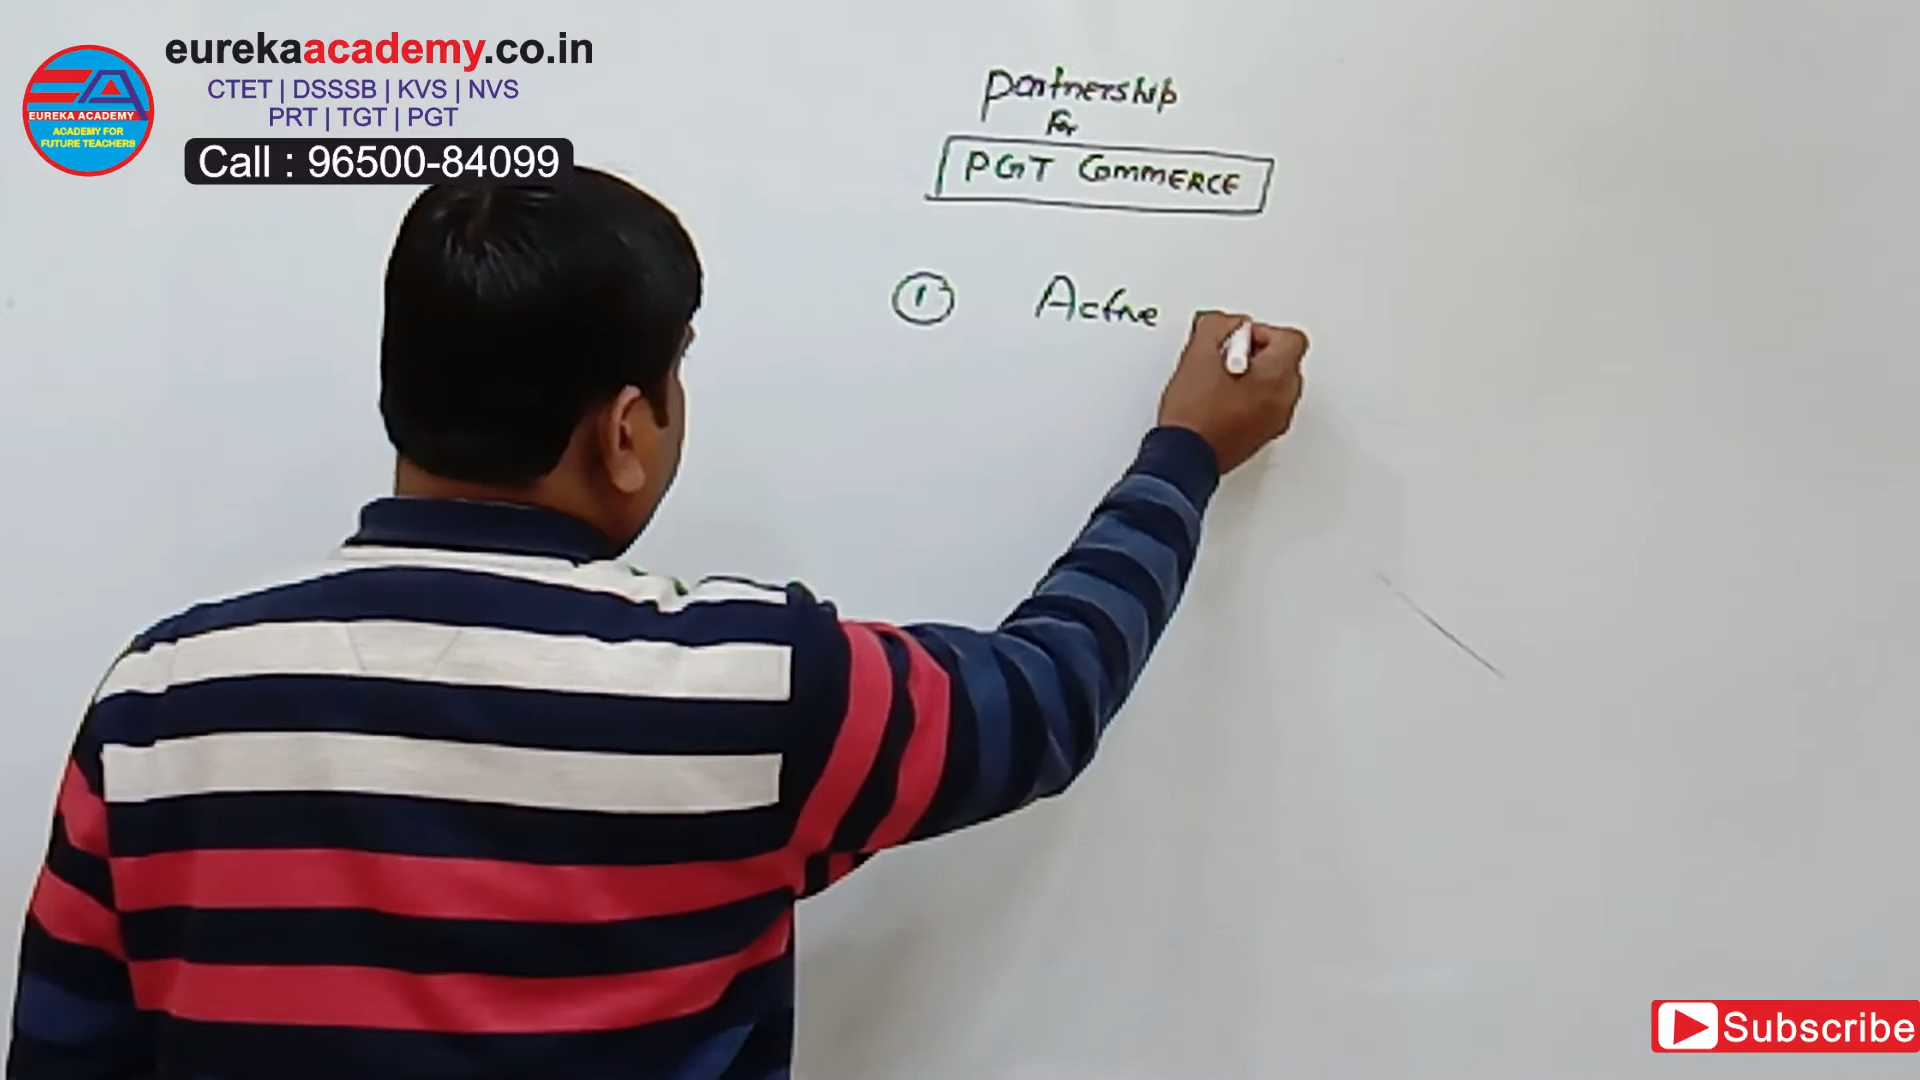 eurekaacademy.co.in
CTET | DSSSB | KVS | NVS
PRT | TGT | PGT
Call : 96500-84099
EUREKA ACADEMY
ACADEMY FOR
FUTURE TEACHERS
Partnership
For
PGT COMMERCE
① Active
Subscribe